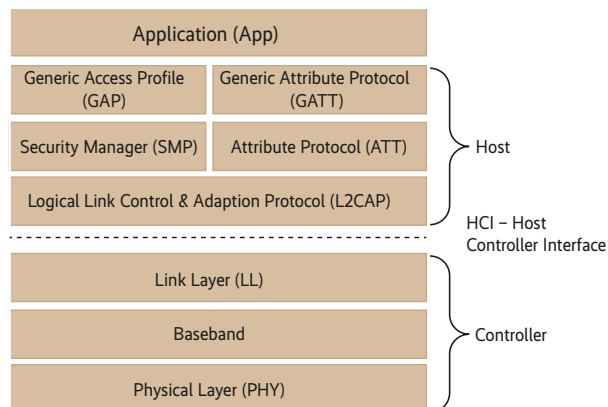 Application (App)
Generic Access Profile
(GAP)
Generic Attribute Protocol
(GATT)
Security Manager (SMP)
Attribute Protocol (ATT)
Host
Logical Link Control & Adaption Protocol (L2CAP)
HCI – Host
Controller Interface
Link Layer (LL)
Baseband
Controller
Physical Layer (PHY)